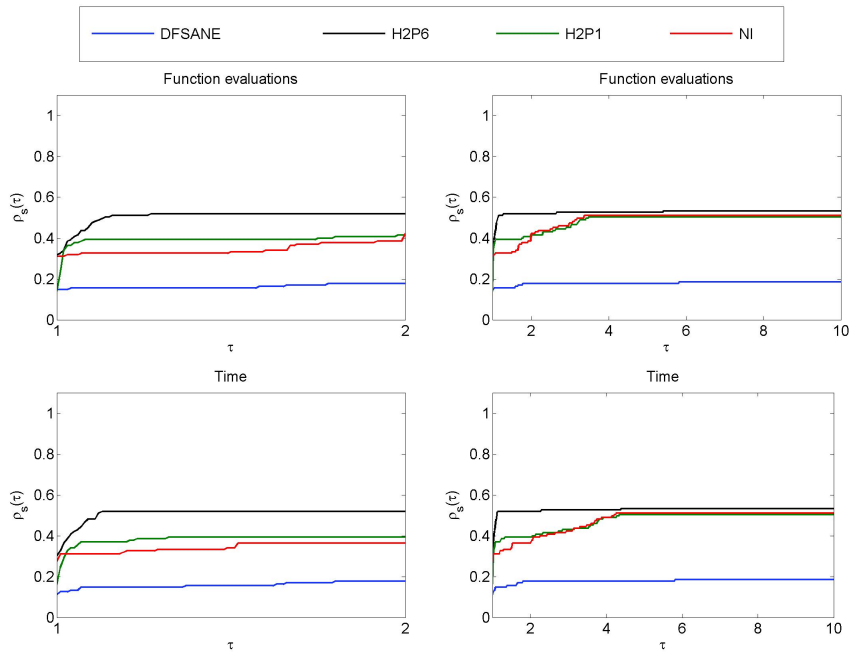 DFSANE H2P6 H2P1 NI
Function evaluations
ρs(τ)
1
0.8
0.6
0.4
0.2
0
1 2
τ
Function evaluations
ρs(τ)
1
0.8
0.6
0.4
0.2
0
2 4 6 8 10
τ
Time
ρs(τ)
1
0.8
0.6
0.4
0.2
0
1 2
τ
Time
ρs(τ)
1
0.8
0.6
0.4
0.2
0
2 4 6 8 10
τ